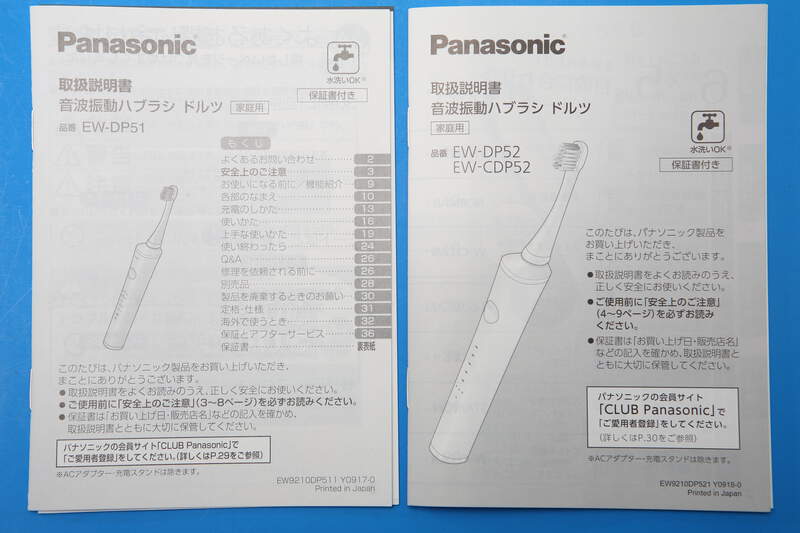 Panasonic
水洗いOK※
取扱説明書
保証書付き
音波振動ハブラシ ドルツ 家庭用
品番 EW-DP51
もくじ
よくあるお問い合わせ 2
安全上のご注意 3
お使いになる前に/機能紹介 9
各部のなまえ 10
充電のしかた 13
使いかた 16
上手な使いかた 19
使い終わったら 24
Q&A 26
修理を依頼される前に 26
別売品 28
製品を廃棄するときのお願い 30
定格・仕様 31
海外で使うとき 32
保証とアフターサービス 36
保証書 裏表紙
このたびは、パナソニック製品をお買い上げいただき、
まことにありがとうございます。
● 取扱説明書をよくお読みのうえ、正しく安全にお使いください。
● ご使用前に「安全上のご注意」(3~8ページ)を必ずお読みください。
● 保証書は「お買い上げ日・販売店名」などの記入を確かめ、
取扱説明書とともに大切に保管してください。
パナソニックの会員サイト「CLUB Panasonic」で
「ご愛用者登録」をしてください。(詳しくはP.29をご参照)
※ACアダプター・充電スタンドは除きます。
EW9210DP511 Y0917-0
Printed in Japan
Panasonic
取扱説明書
音波振動ハブラシ ドルツ
家庭用
水洗いOK※
品番 EW-DP52
EW-CDP52
保証書付き
このたびは、パナソニック製品を
お買い上げいただき、
まことにありがとうございます。
●取扱説明書をよくお読みのうえ、
正しく安全にお使いください。
●ご使用前に「安全上のご注意」
(4~9ページ)を必ずお読み
ください。
●保証書は「お買い上げ日・販売店名」
などの記入を確かめ、取扱説明書と
ともに大切に保管してください。
パナソニックの会員サイト
「CLUB Panasonic」で
「ご愛用者登録」をしてください。
(詳しくはP.30をご参照)
※ACアダプター・充電スタンドは除きます。
EW9210DP521 Y0918-0
Printed in Japan